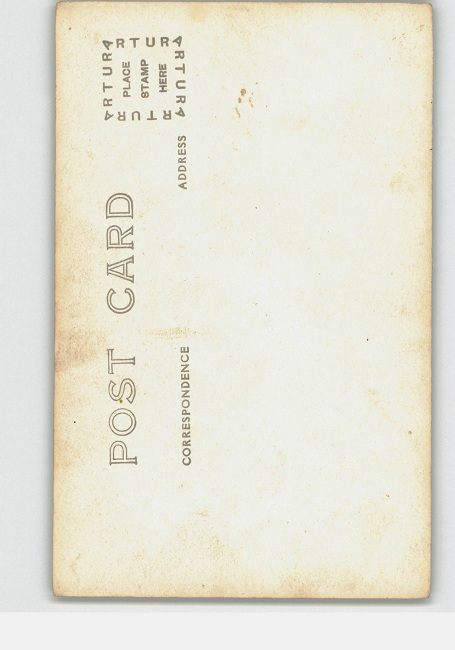 POST CARD
CORRESPONDENCE
ADDRESS
ARTURA
ARTURA
PLACE
STAMP
HERE
ARTURA
ARTURA